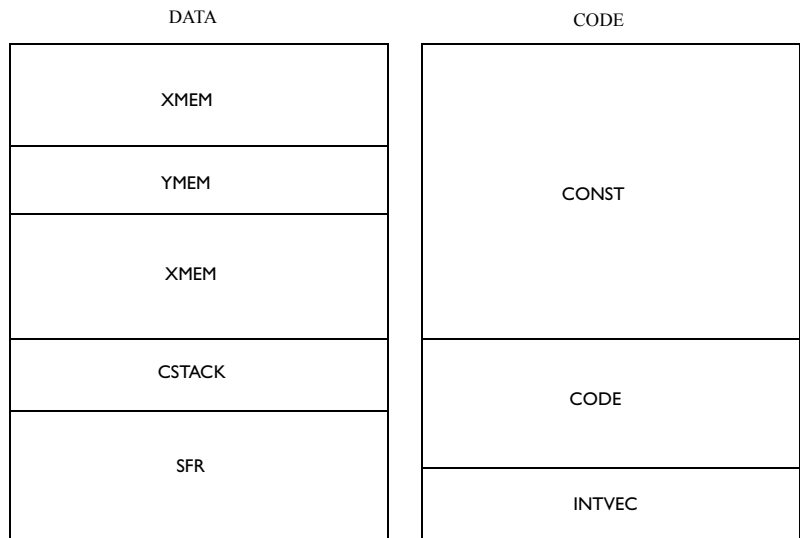 DATA
XMEM
YMEM
XMEM
CSTACK
SFR
CODE
CONST
CODE
INTVEC